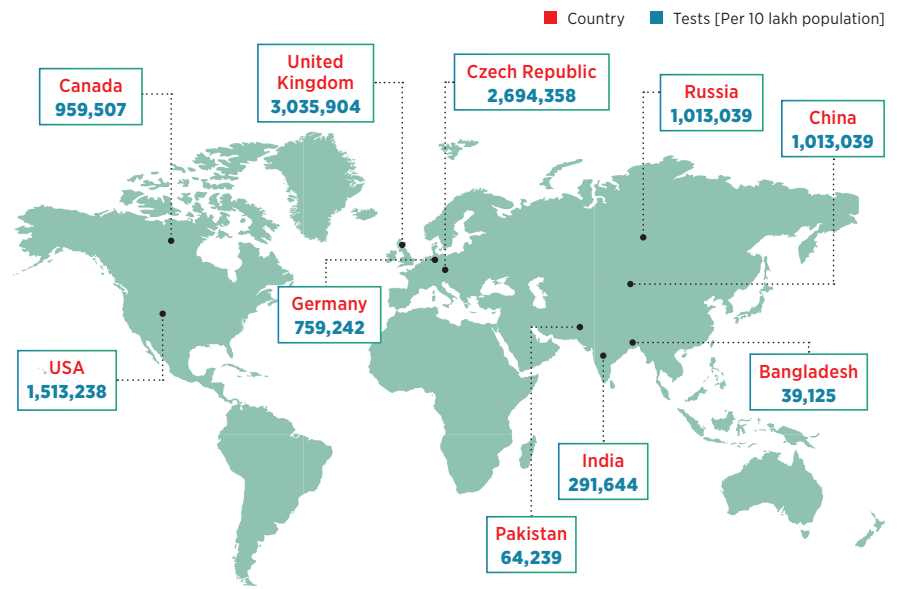 Country
Tests [Per 10 lakh population]
Canada
959,507
United
Kingdom
3,035,904
Czech Republic
2,694,358
Russia
1,013,039
China
1,013,039
Germany
759,242
USA
1,513,238
Bangladesh
39,125
India
291,644
Pakistan
64,239